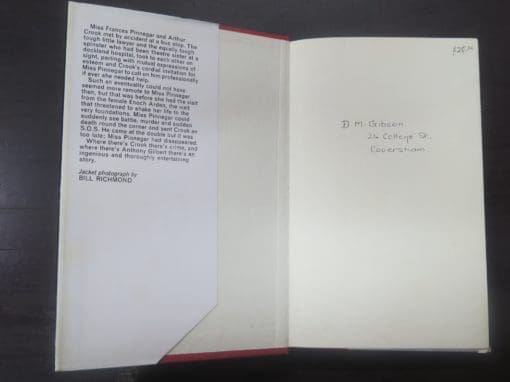 Miss Frances Pinnegar and Arthur
Crook met by accident at a bus stop. The
tough little lawyer and the equally tough
spinster who had been theatre sister at a
dockland hospital, took to each other on
sight, parting with mutual expressions of
esteem and Crook's cordial invitation for
Miss Pinnegar to call on him professionally
if ever she needed help.
Such an eventuality could not have
seemed more remote to Miss Pinnegar
then, but that was before she had the visit
from the female Enoch Arden, the visit
that threatened to shake her life to the
very foundations. Miss Pinnegar could
suddenly see battle, murder and sudden
death round the corner and sent Crook an
S.O.S. He came at the double but it was
too late; Miss Pinnegar had disappeared.
Where there's Crook there's crime, and
where there's Anthony Gilbert there's an
ingenious and thoroughly entertaining
story.
Jacket photograph by
BILL RICHMOND
D M. Gibson
24 College St.
Caversham.